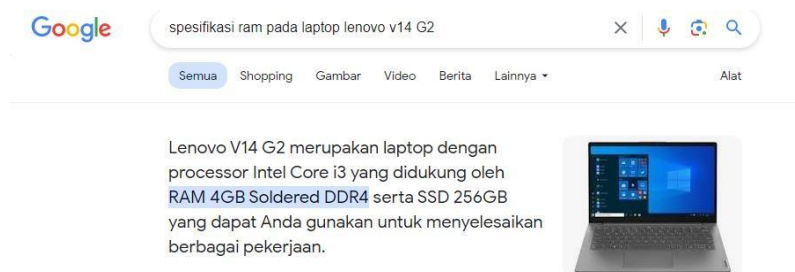 Google
spesifikasi ram pada laptop lenovo v14 G2
Semua Shopping Gambar Video Berita Lainnya Alat
Lenovo V14 G2 merupakan laptop dengan
processor Intel Core i3 yang didukung oleh
RAM 4GB Soldered DDR4 serta SSD 256GB
yang dapat Anda gunakan untuk menyelesaikan
berbagai pekerjaan.